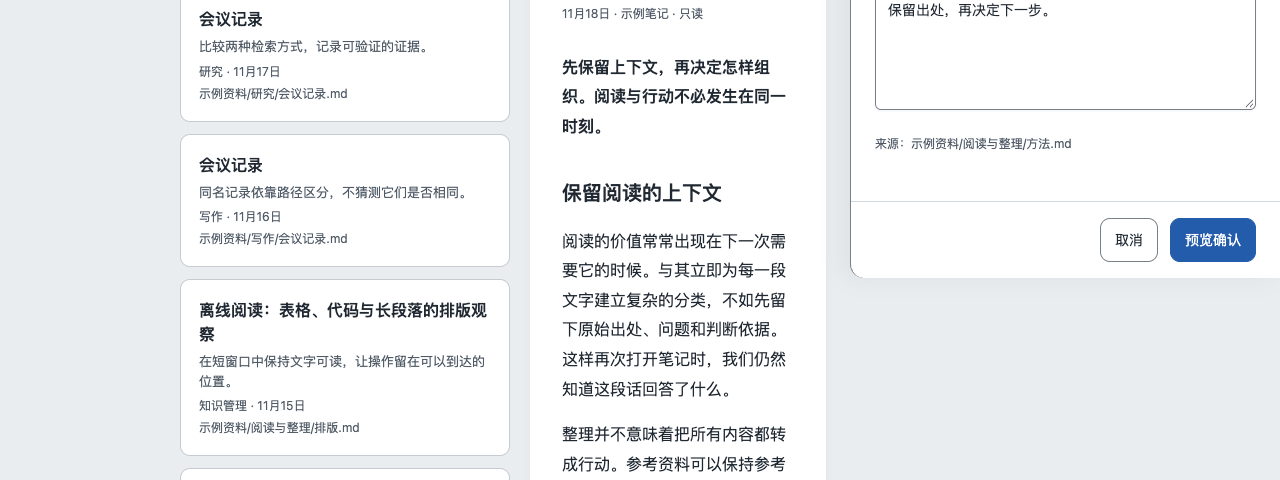 会议记录
比较两种检索方式，记录可验证的证据。
研究 · 11月17日
示例资料/研究/会议记录.md
会议记录
同名记录依靠路径区分，不猜测它们是否相同。
写作 · 11月16日
示例资料/写作/会议记录.md
离线阅读：表格、代码与长段落的排版观
察
在短窗口中保持文字可读，让操作留在可以到达的
位置。
知识管理 · 11月15日
示例资料/阅读与整理/排版.md
11月18日 · 示例笔记 · 只读
先保留上下文，再决定怎样组
织。阅读与行动不必发生在同一
时刻。
保留阅读的上下文
阅读的价值常常出现在下一次需
要它的时候。与其立即为每一段
文字建立复杂的分类，不如先留
下原始出处、问题和判断依据。
这样再次打开笔记时，我们仍然
知道这段话回答了什么。
整理并不意味着把所有内容都转
成行动。参考资料可以保持参考
保留出处，再决定下一步。
来源：示例资料/阅读与整理/方法.md
取消
预览确认